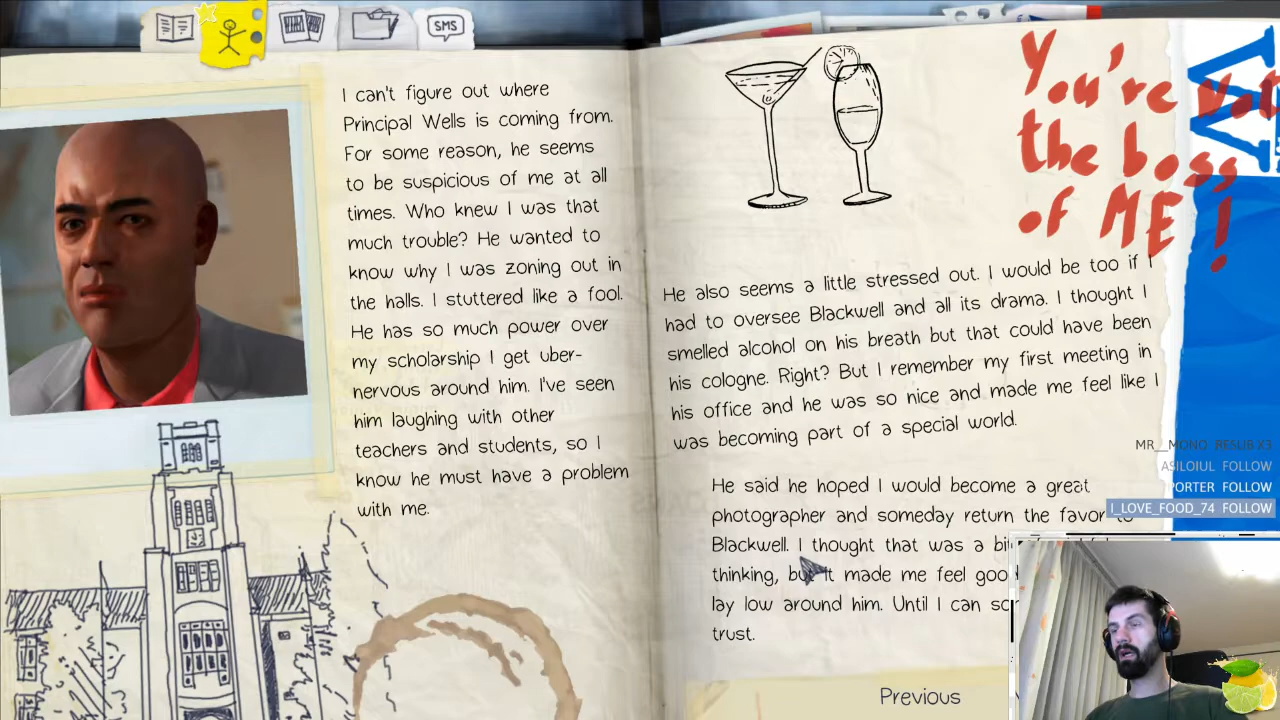 SMS
I can't figure out where
Principal Wells is coming from.
For some reason, he seems
to be suspicious of me at all
times. Who knew I was that
much trouble? He wanted to
know why I was zoning out in
the halls. I stuttered like a fool.
He has so much power over
my scholarship I get uber-
nervous around him. I've seen
him laughing with other
teachers and students, so I
know he must have a problem
with me.
You're not
the boss
of ME!
W
He also seems a little stressed out. I would be too if I
had to oversee Blackwell and all its drama. I thought I
smelled alcohol on his breath but that could have been
his cologne. Right? But I remember my first meeting in
his office and he was so nice and made me feel like I
was becoming part of a special world.
He said he hoped I would become a great
photographer and someday return the favor to
Blackwell. I thought that was a
thinking, but it made me feel
lay low around him. Until I can
trust.
Previous
MR__MONO RESUB X3
ASILOIUL FOLLOW
PORTER FOLLOW
I_LOVE_FOOD_74 FOLLOW